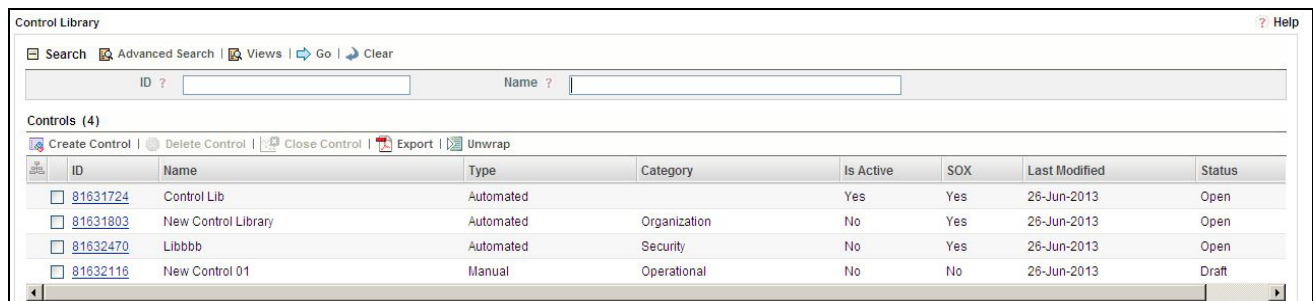 Control Library ? Help
Search Advanced Search | Views | Go | Clear
ID ? Name ?
Controls (4)
Create Control | Delete Control | Close Control | Export | Unwrap
ID Name Type Category Is Active SOX Last Modified Status
81631724 Control Lib Automated Yes Yes 26-Jun-2013 Open
81631803 New Control Library Automated Organization No Yes 26-Jun-2013 Open
81632470 Libbbb Automated Security No Yes 26-Jun-2013 Open
81632116 New Control 01 Manual Operational No No 26-Jun-2013 Draft